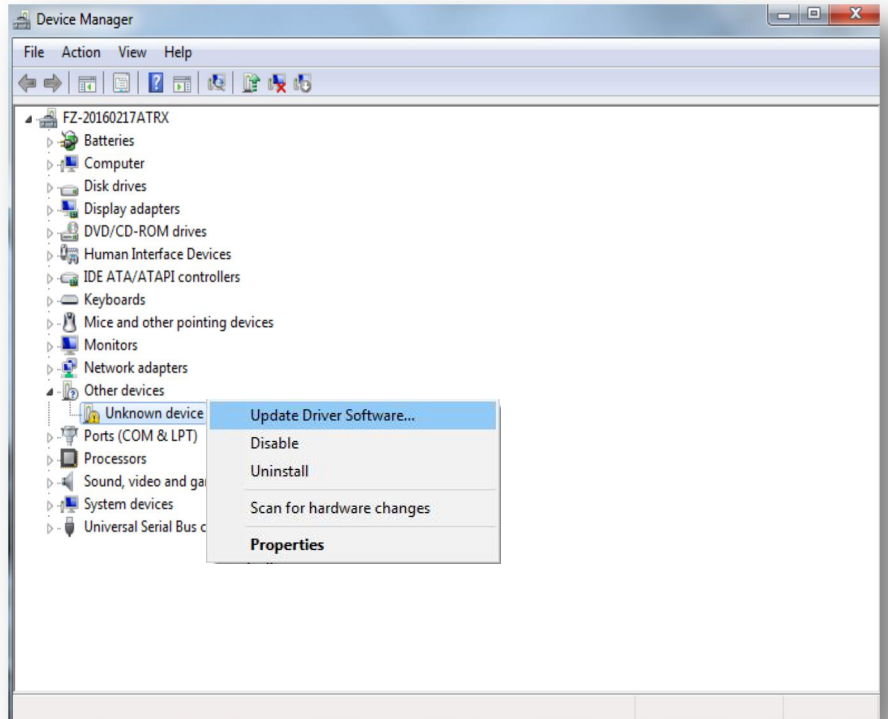 Device Manager
File Action View Help
FZ-20160217ATRX
Batteries
Computer
Disk drives
Display adapters
DVD/CD-ROM drives
Human Interface Devices
IDE ATA/ATAPI controllers
Keyboards
Mice and other pointing devices
Monitors
Network adapters
Other devices
Unknown device
Update Driver Software...
Ports (COM & LPT)
Disable
Processors
Uninstall
Sound, video and
System devices
Scan for hardware changes
Universal Serial Bus
Properties